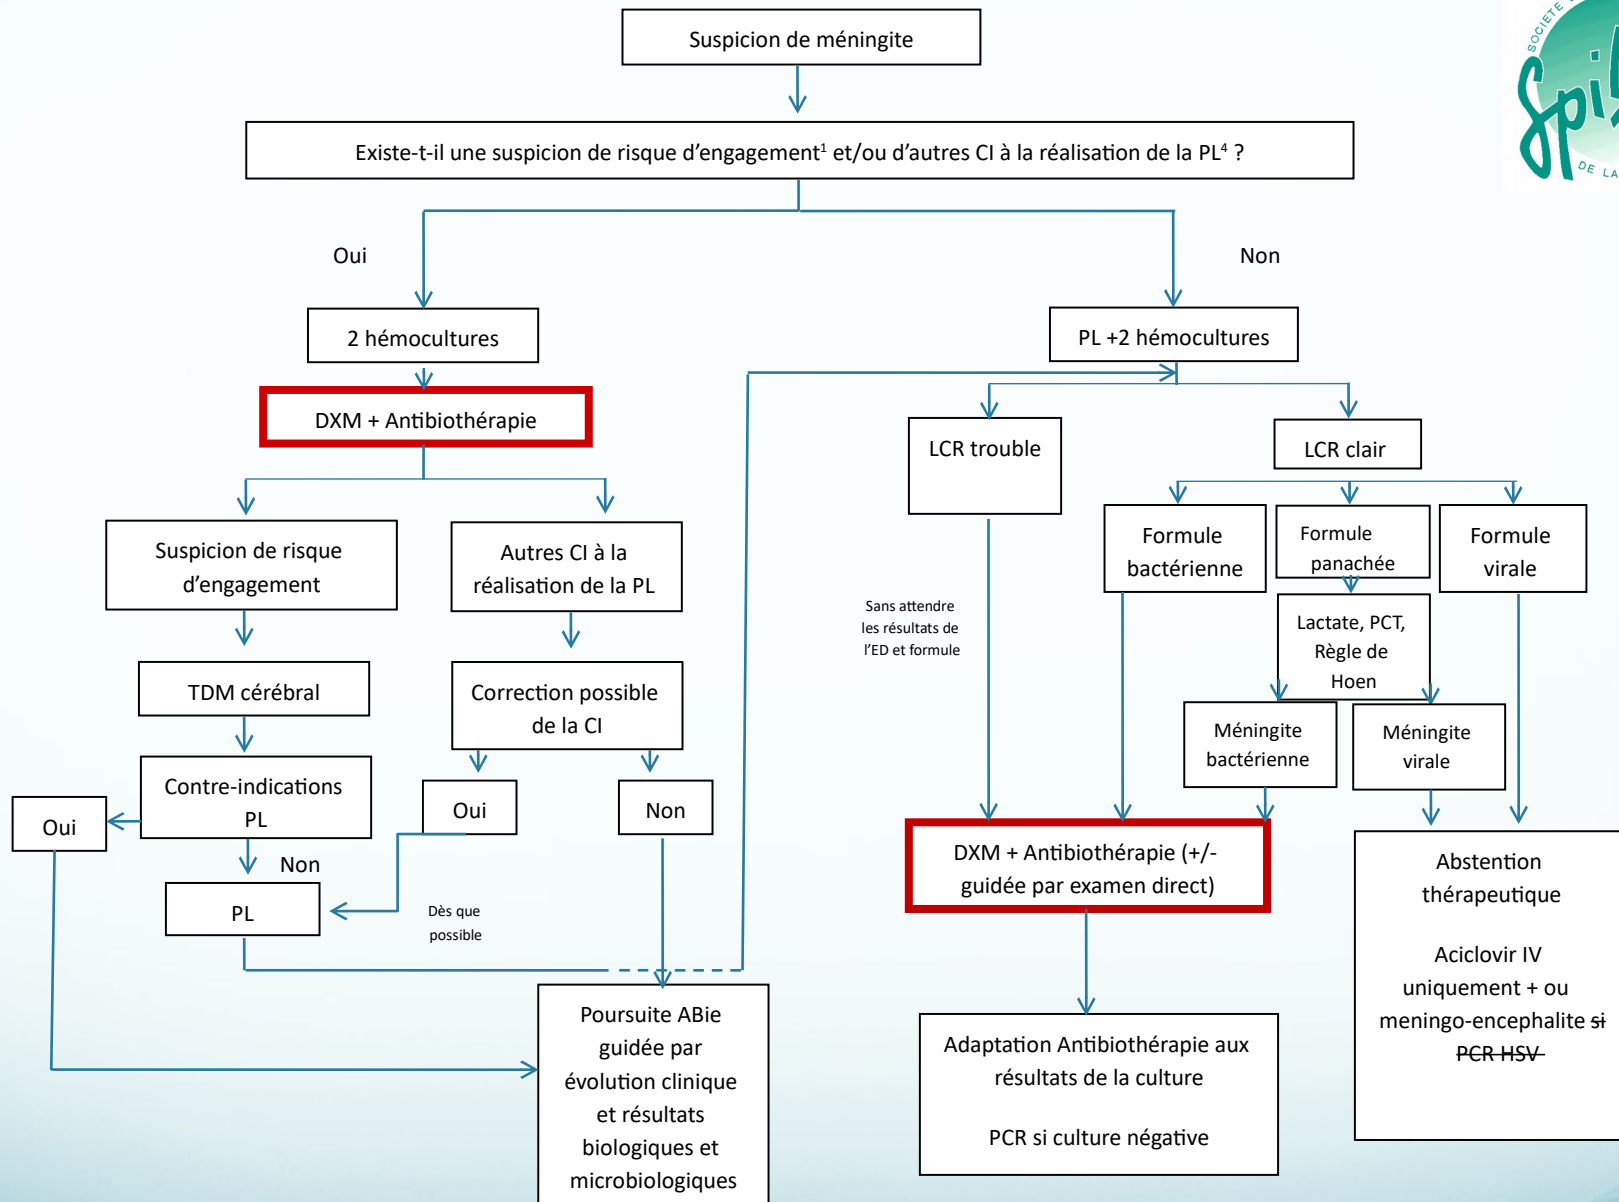 Suspicion de méningite
SOCIETE
Spil
DE LA
Existe-t-il une suspicion de risque d’engagement¹ et/ou d’autres CI à la réalisation de la PL⁴ ?
Oui
Non
2 hémocultures
DXM + Antibiothérapie
Suspicion de risque
d’engagement
TDM cérébral
Contre-indications
PL
Oui
Non
PL
Autres CI à la
réalisation de la PL
Correction possible
de la CI
Oui
Non
Dès que
possible
Poursuite ABie
guidée par
évolution clinique
et résultats
biologiques et
microbiologiques
PL +2 hémocultures
LCR trouble
LCR clair
Sans attendre
les résultats de
l’ED et formule
Formule
bactérienne
Formule
panachée
Formule
virale
Lactate, PCT,
Règle de
Hoen
Méningite
bactérienne
Méningite
virale
DXM + Antibiothérapie (+/-
guidée par examen direct)
Adaptation Antibiothérapie aux
résultats de la culture
PCR si culture négative
Abstention
thérapeutique
Aciclovir IV
uniquement + ou
meningo-encephalite si
PCR HSV